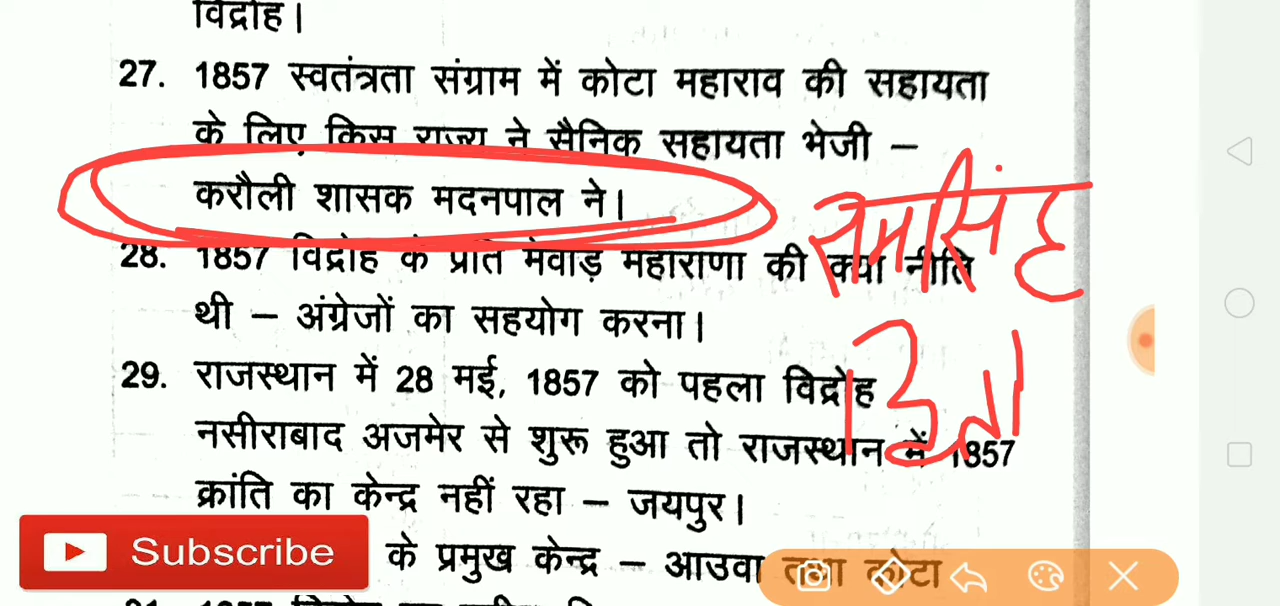 विद्रोह।
27. 1857 स्वतंत्रता संग्राम में कोटा महाराव की सहायता
के लिए किस राज्य ने सैनिक सहायता भेजी –
करौली शासक मदनपाल ने।
रामसिंह
28. 1857 विद्रोह के प्रति मेवाड़ महाराणा की क्या नीति
थी – अंग्रेजों का सहयोग करना।
29. राजस्थान में 28 मई, 1857 को पहला विद्रोह
नसीराबाद अजमेर से शुरू हुआ तो राजस्थान में 1857
क्रांति का केन्द्र नहीं रहा – जयपुर।
Subscribe
के प्रमुख केन्द्र – आउवा तथा कोटा